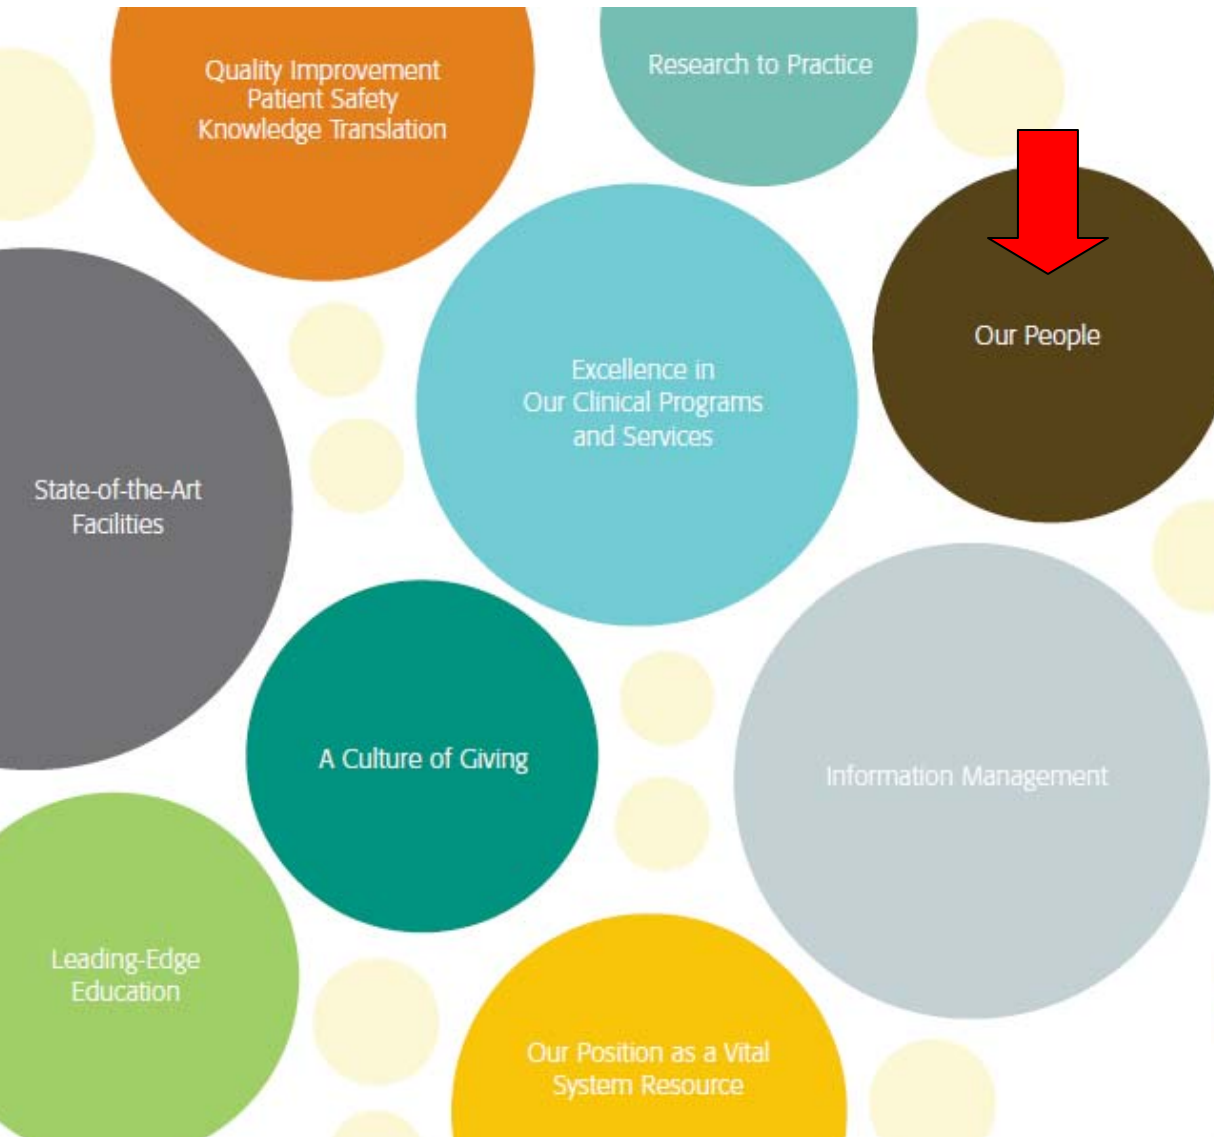 Quality Improvement
Patient Safety
Knowledge Translation
Research to Practice
Our People
Excellence in
Our Clinical Programs
and Services
State-of-the-Art
Facilities
A Culture of Giving
Information Management
Leading-Edge
Education
Our Position as a Vital
System Resource